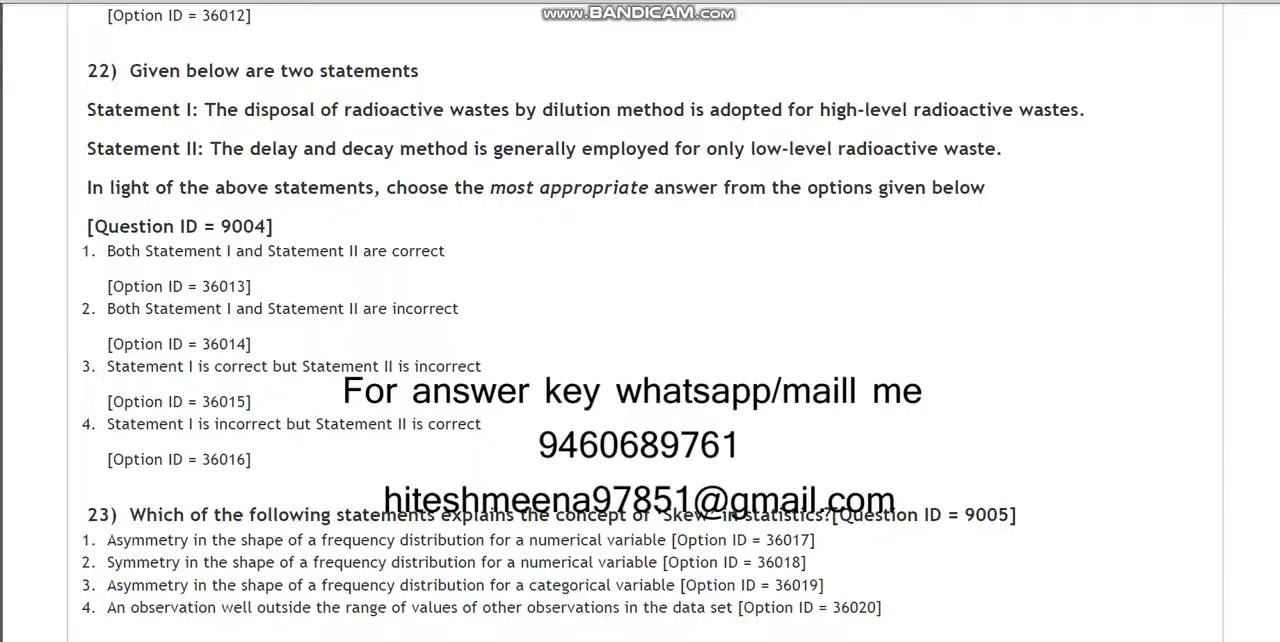 [Option ID = 36012]
www.BANDICAM.com
22) Given below are two statements
Statement I: The disposal of radioactive wastes by dilution method is adopted for high-level radioactive wastes.
Statement II: The delay and decay method is generally employed for only low-level radioactive waste.
In light of the above statements, choose the most appropriate answer from the options given below
[Question ID = 9004]
1. Both Statement I and Statement II are correct
[Option ID = 36013]
2. Both Statement I and Statement II are incorrect
[Option ID = 36014]
3. Statement I is correct but Statement II is incorrect
For answer key whatsapp/maill me
[Option ID = 36015]
4. Statement I is incorrect but Statement II is correct
9460689761
[Option ID = 36016]
hiteshmeena97851@gmail.com
23) Which of the following statements explains the concept of 'Skew' in statistics?[Question ID = 9005]
1. Asymmetry in the shape of a frequency distribution for a numerical variable [Option ID = 36017]
2. Symmetry in the shape of a frequency distribution for a numerical variable [Option ID = 36018]
3. Asymmetry in the shape of a frequency distribution for a categorical variable [Option ID = 36019]
4. An observation well outside the range of values of other observations in the data set [Option ID = 36020]